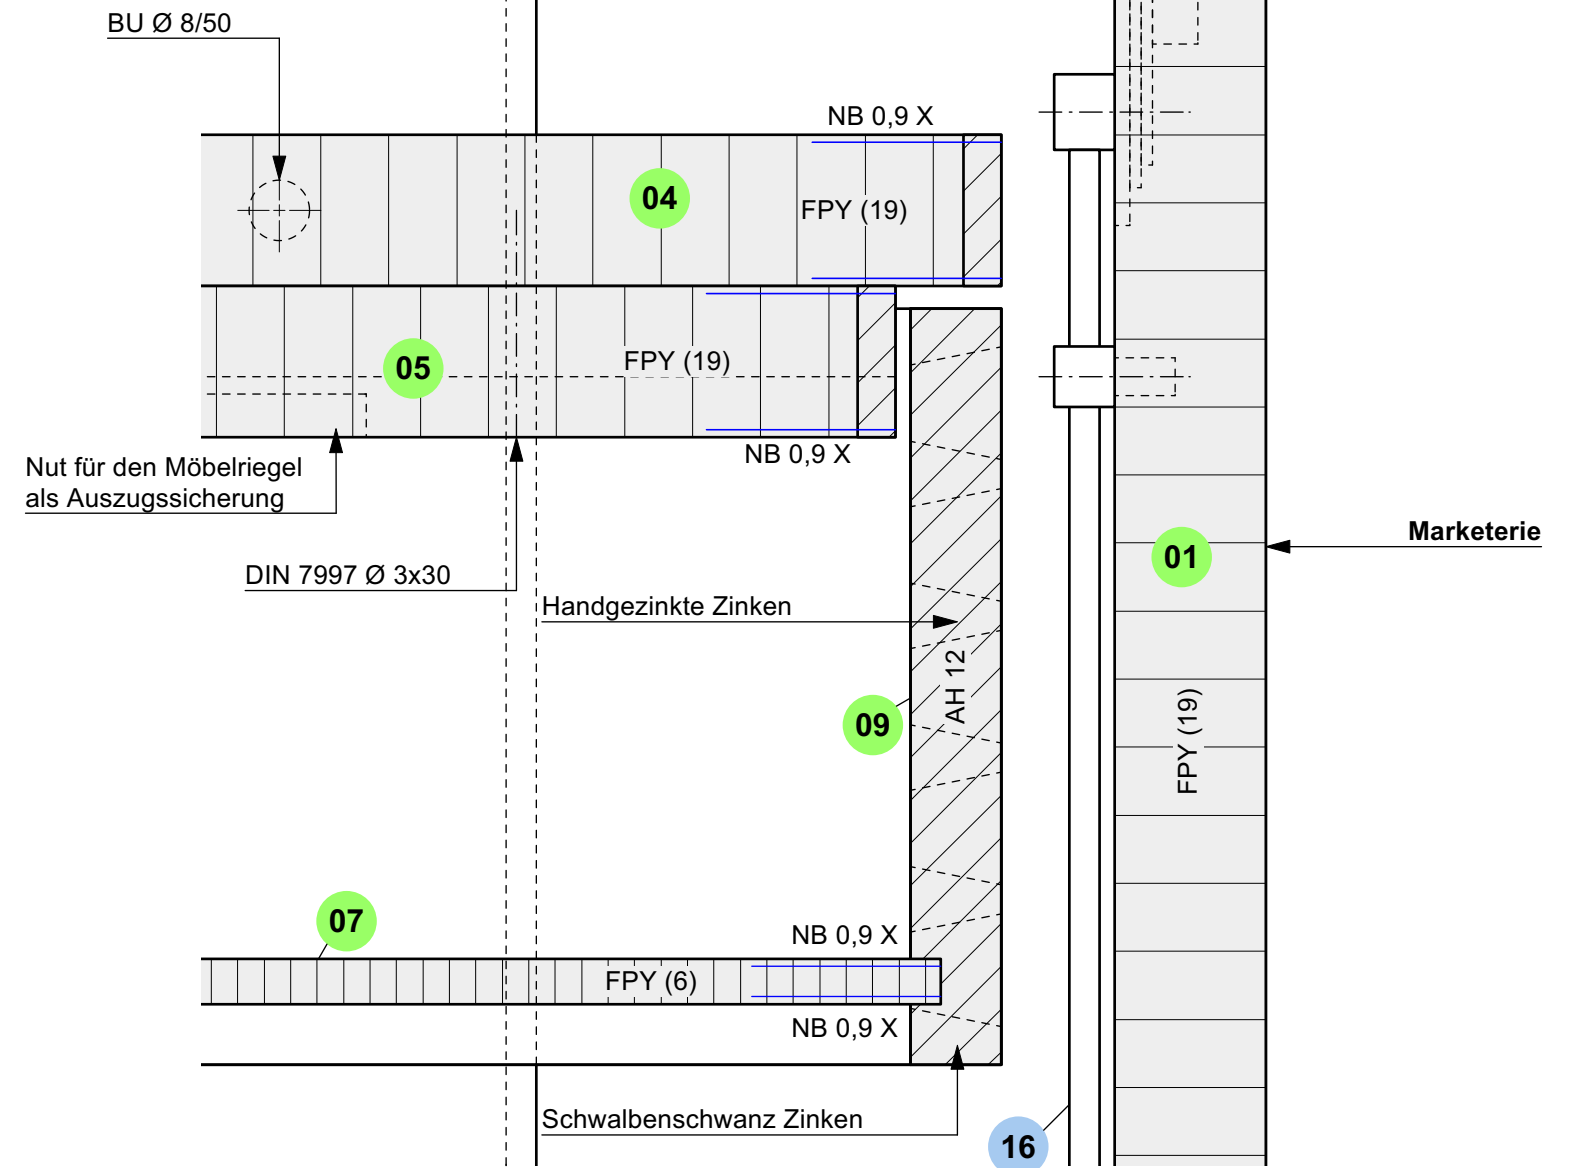 BU Ø 8/50
NB 0,9 X
04
FPY (19)
05
FPY (19)
NB 0,9 X
Nut für den Möbelriegel
als Auszugssicherung
DIN 7997 Ø 3x30
Handgezinkte Zinken
AH 12
09
01
Marketerie
FPY (19)
07
NB 0,9 X
FPY (6)
NB 0,9 X
Schwalbenschwanz Zinken
16